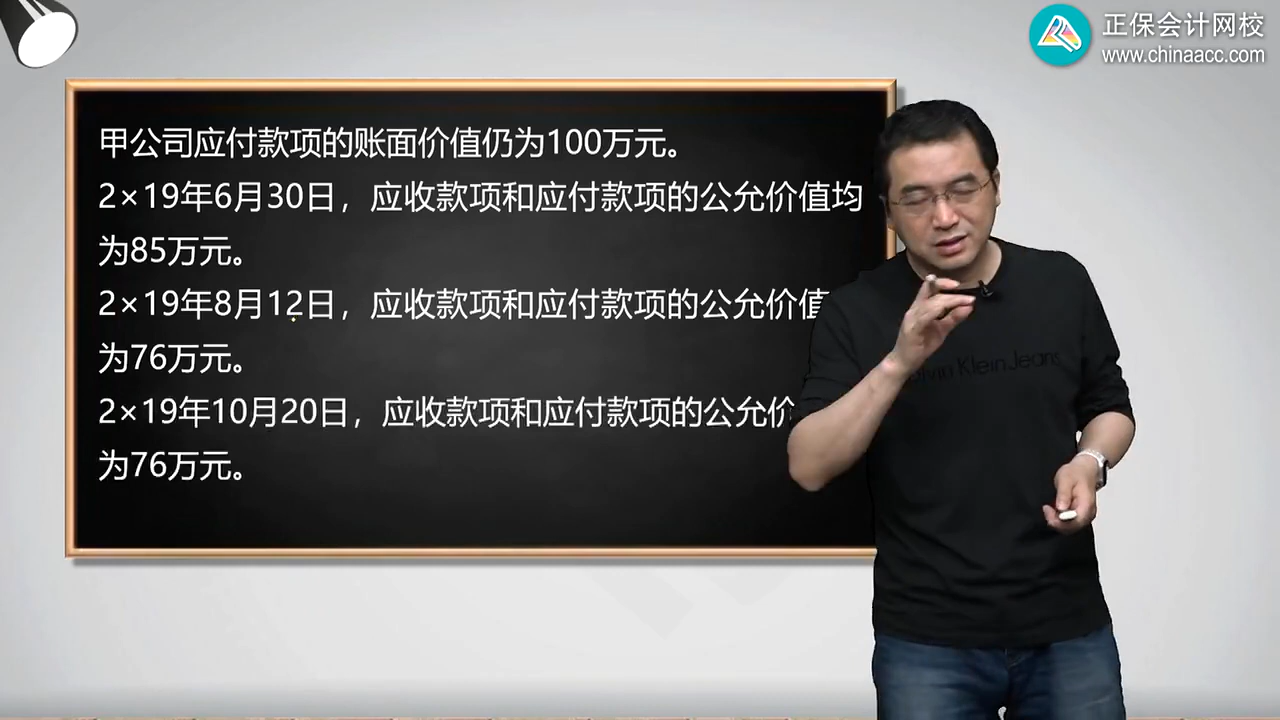 正保会计网校
www.chinaacc.com
甲公司应付款项的账面价值仍为100万元。
2×19年6月30日，应收款项和应付款项的公允价值均
为85万元。
2×19年8月12日，应收款项和应付款项的公允价值
为76万元。
2×19年10月20日，应收款项和应付款项的公允价
为76万元。
Calvin Klein Jeans